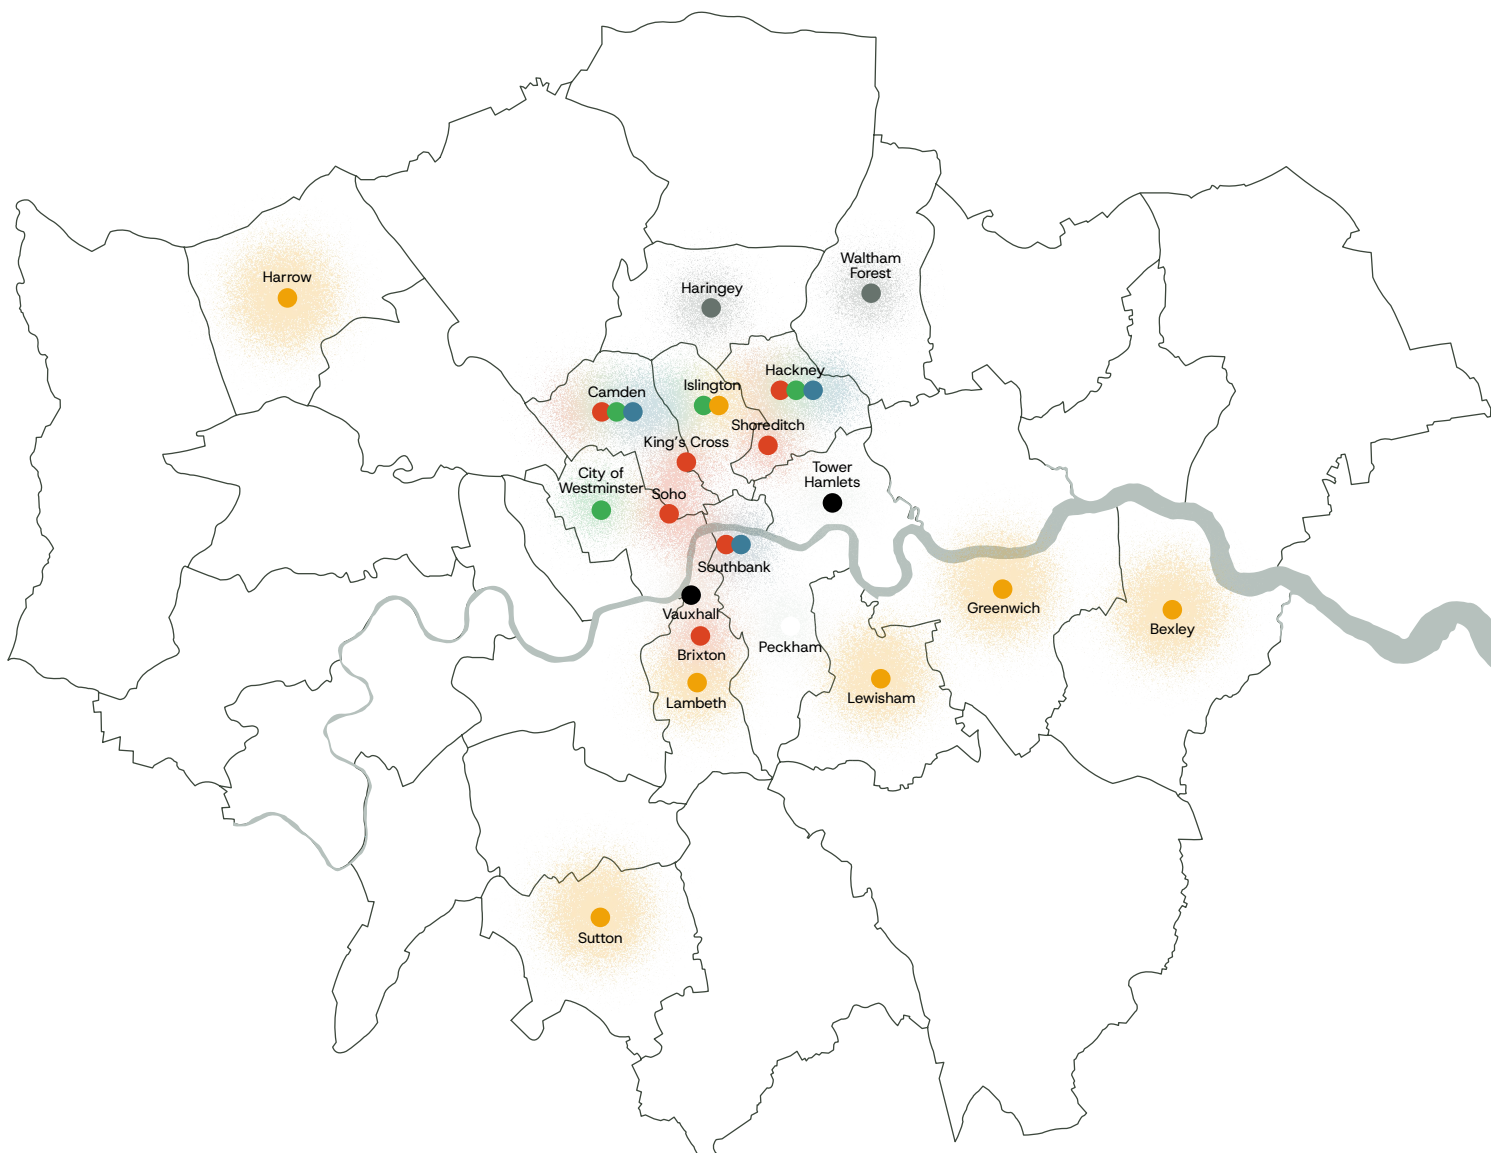 Waltham
Forest
Harrow
Haringey
Hackney
Islington
Camden
Shoreditch
King's Cross
Tower
Hamlets
City of
Westminster
Soho
Southbank
Greenwich
Vauxhall
Bexley
Peckham
Brixton
Lewisham
Lambeth
Sutton